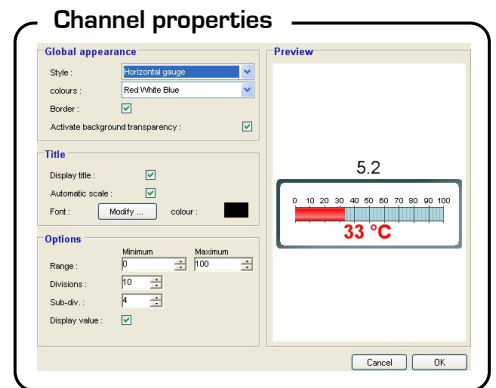 Channel properties
Global appearance
Style : Horizontal gauge
colours : Red White Blue
Border :
Activate background transparency :
Title
Display title :
Automatic scale :
Font : Modify ... colour :
Options
Minimum Maximum
Range : 0 100
Divisions : 10
Sub-div. : 4
Display value :
Preview
5.2
0 10 20 30 40 50 60 70 80 90 100
33 °C
Cancel OK